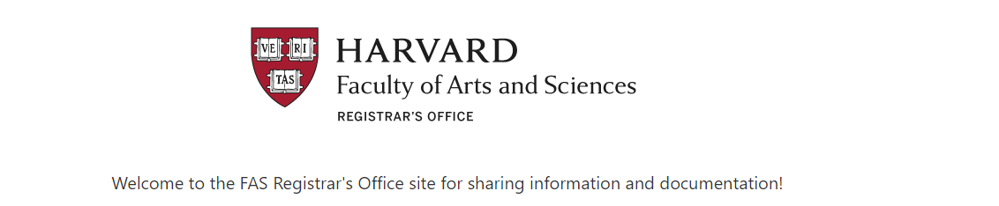 VE RI
TAS
HARVARD
Faculty of Arts and Sciences
REGISTRAR'S OFFICE
Welcome to the FAS Registrar's Office site for sharing information and documentation!